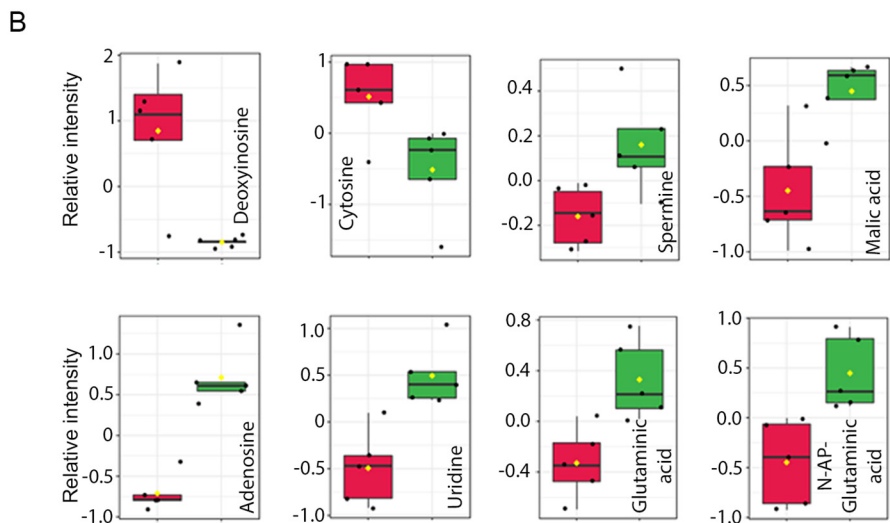 B
Relative intensity
2
1
0
-1
Deoxyinosine
1
0
-1
Cytosine
0.4
0.2
0.0
-0.2
Spermine
0.5
0.0
-0.5
-1.0
Malic acid
Relative intensity
1.0
0.5
0
-0.5
-1.0
Adenosine
1.0
0.5
0.0
-0.5
-1.0
Uridine
0.8
0.4
0.0
-0.4
Glutaminic
acid
1.0
0.5
0.0
-0.5
-1.0
N-AP-
Glutaminic
acid